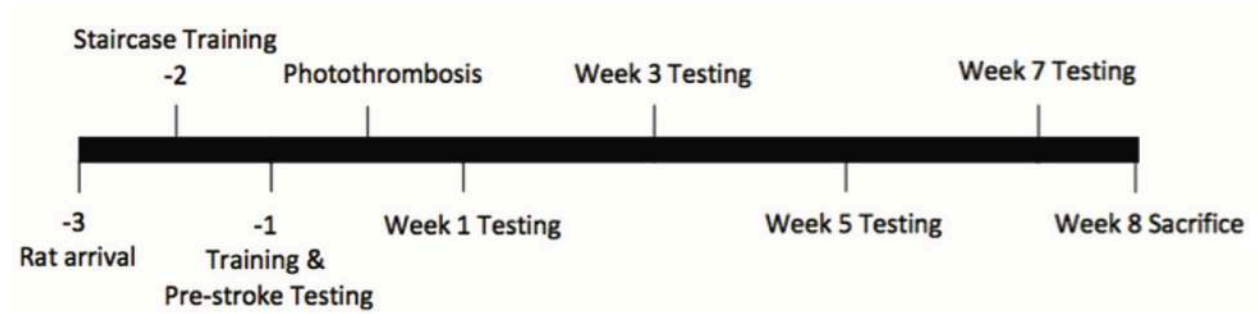 Staircase Training
-2
Photothrombosis
Week 3 Testing
Week 7 Testing
-3
Rat arrival
-1
Training &
Pre-stroke Testing
Week 1 Testing
Week 5 Testing
Week 8 Sacrifice